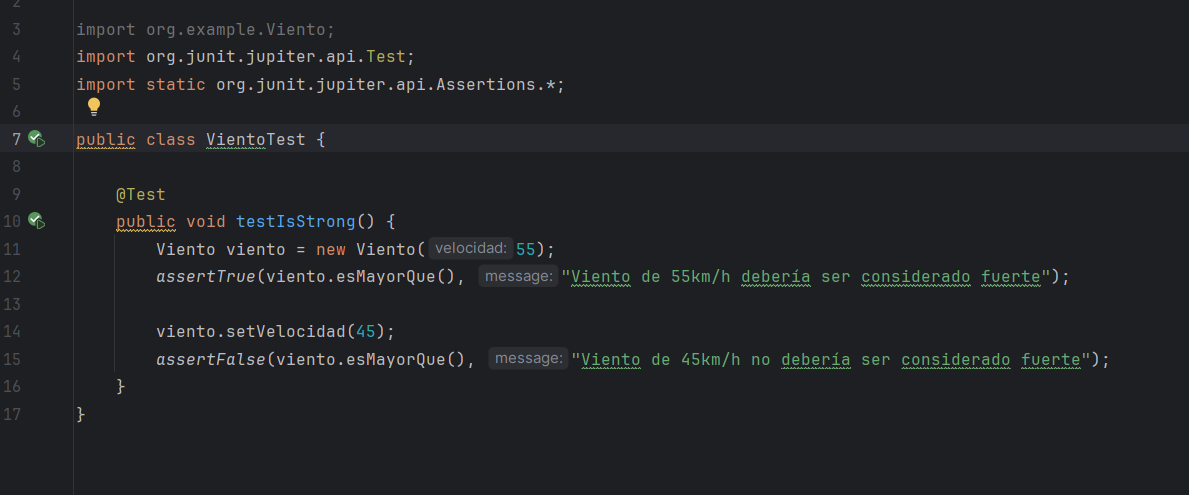 2
3 import org.example.Viento;
4 import org.junit.jupiter.api.Test;
5 import static org.junit.jupiter.api.Assertions.*;
6
7 public class VientoTest {
8
9 @Test
10 public void testIsStrong() {
11 Viento viento = new Viento( velocidad: 55);
12 assertTrue(viento.esMayorQue(), message: "Viento de 55km/h debería ser considerado fuerte");
13
14 viento.setVelocidad(45);
15 assertFalse(viento.esMayorQue(), message: "Viento de 45km/h no debería ser considerado fuerte");
16 }
17 }